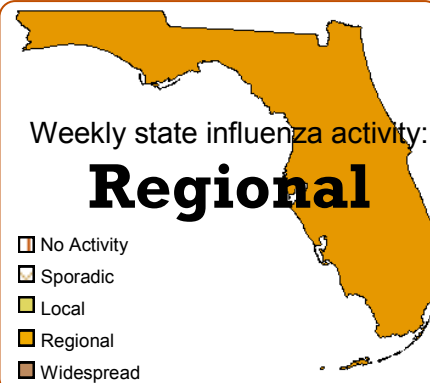 Weekly state influenza activity:
Regional
No Activity
Sporadic
Local
Regional
Widespread